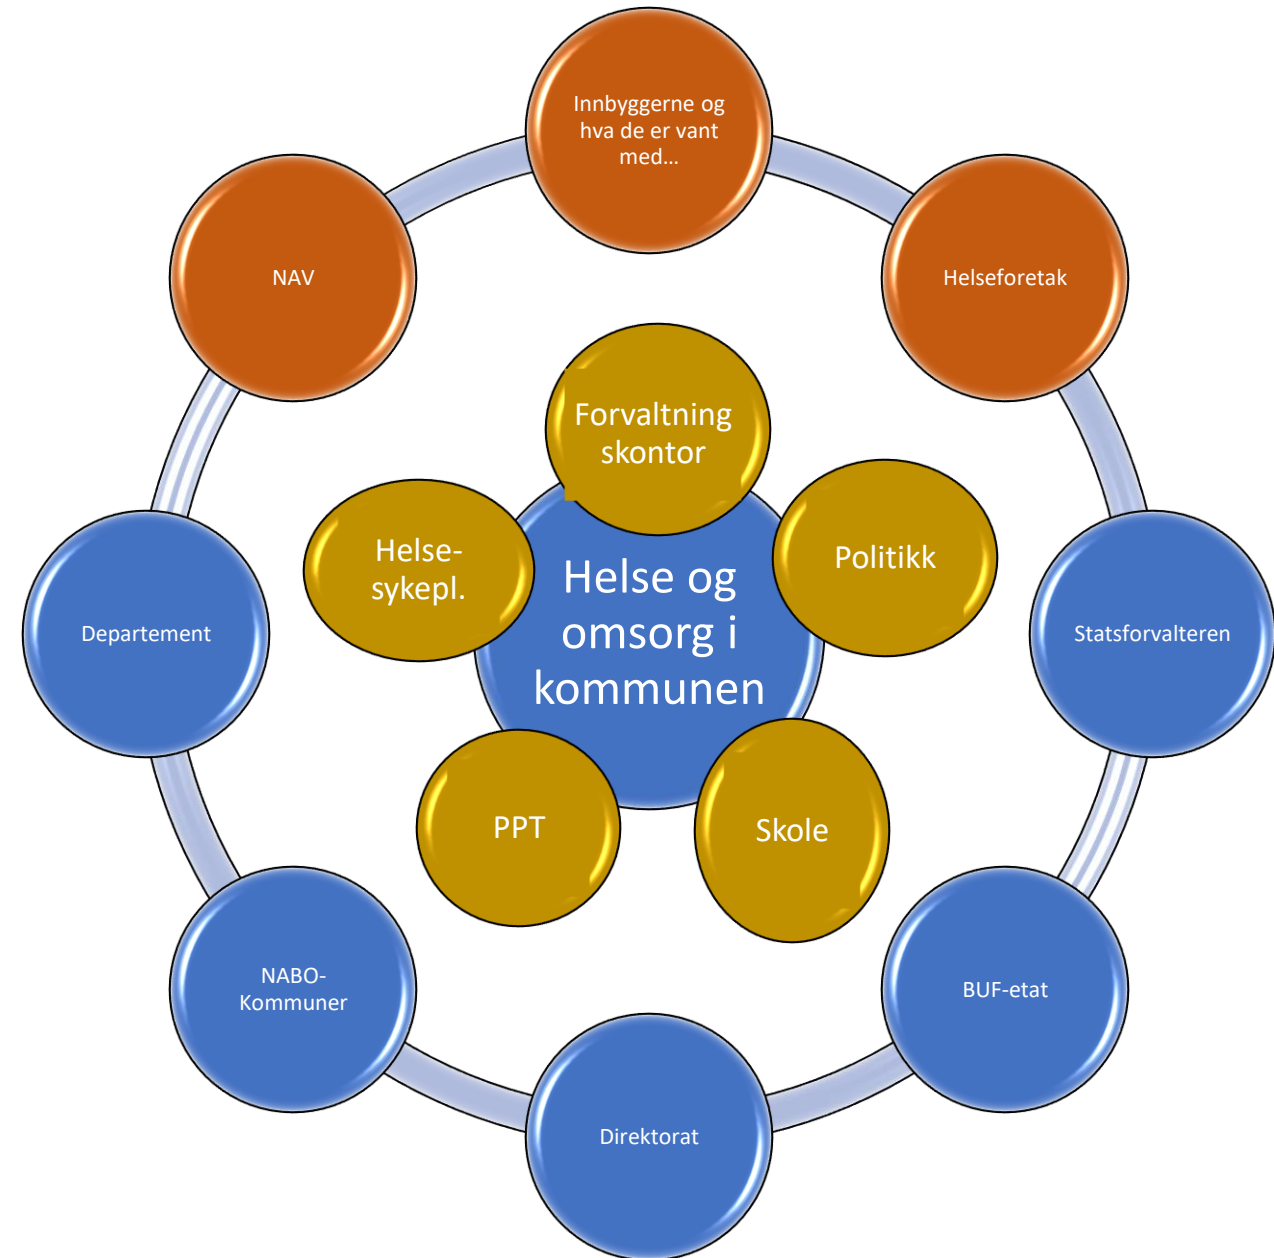 Innbyggerne og
hva de er vant
med...
NAV
Helseforetak
Forvaltning
skontor
Helse-
sykepl.
Politikk
Helse og
omsorg i
kommunen
Departement
Statsforvalteren
PPT
Skole
NABO-
Kommuner
BUF-etat
Direktorat